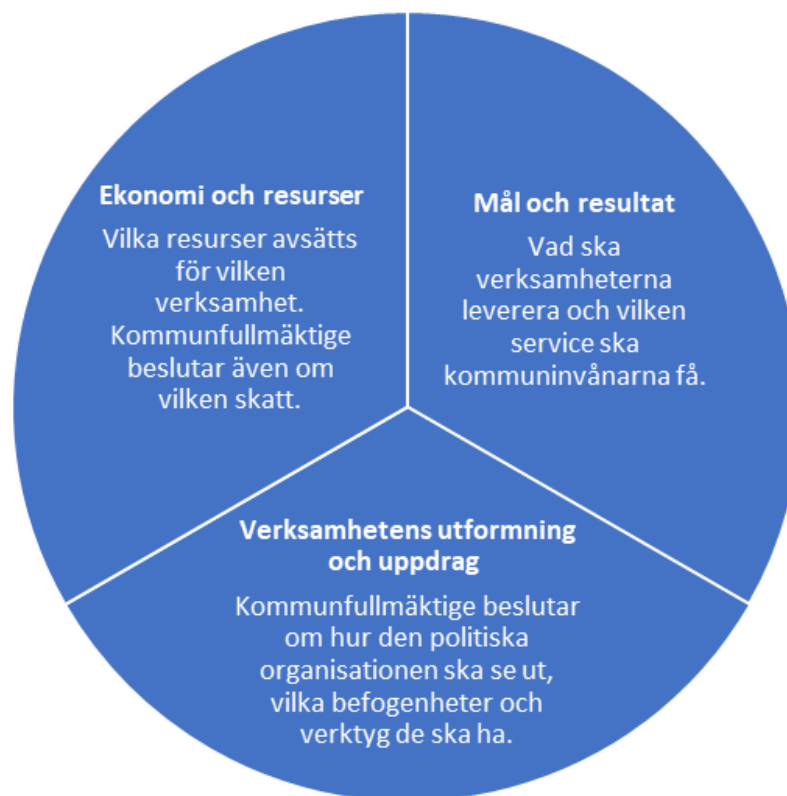 Ekonomi och resurser
Vilka resurser avsätts
för vilken
verksamhet.
Kommunfullmäktige
beslutar även om
vilken skatt.
Mål och resultat
Vad ska
verksamheterna
leverera och vilken
service ska
kommuninvånarna få.
Verksamhetens utformning
och uppdrag
Kommunfullmäktige beslutar
om hur den politiska
organisationen ska se ut,
vilka befogenheter och
verktyg de ska ha.